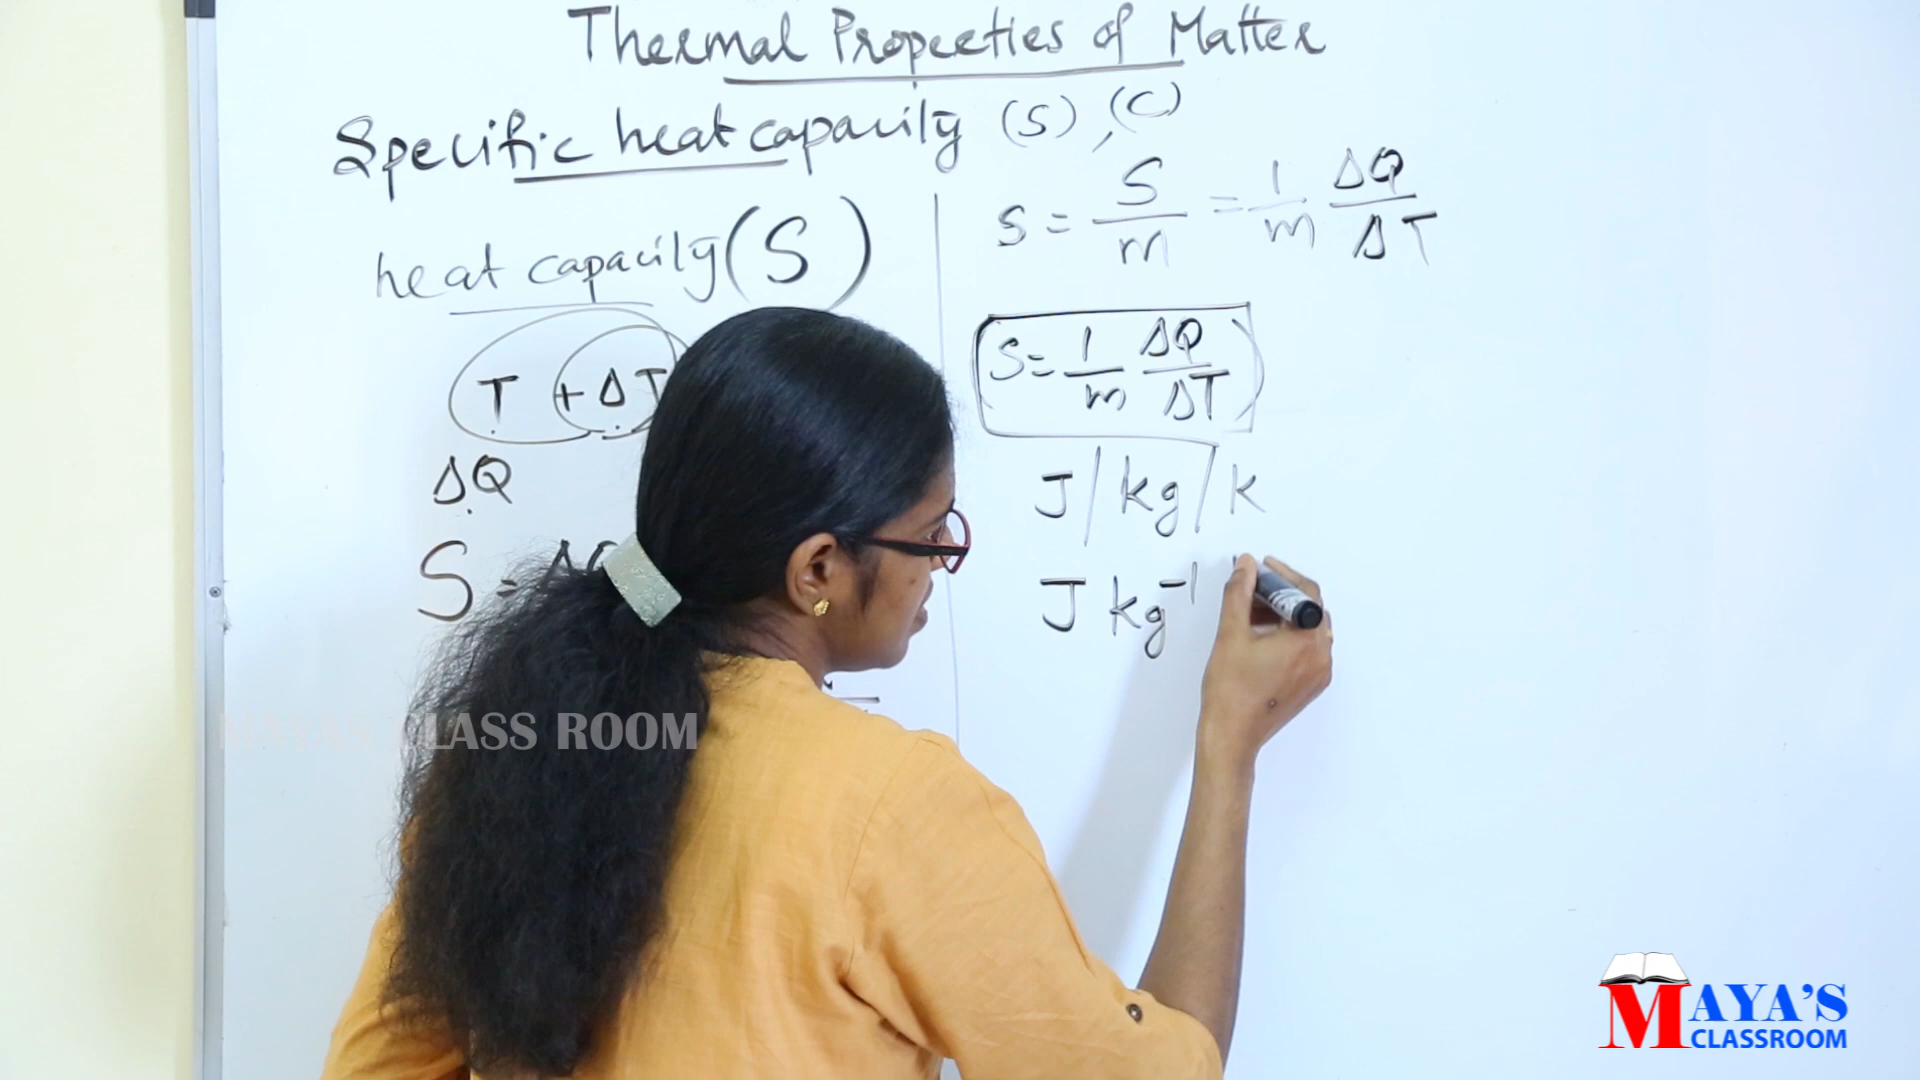 Thermal Properties of Matter
Specific heat capacity (s), (c)
heat capacity (S)
T + ΔT
ΔQ
S = ΔQ
s = S/m = 1/m ΔQ/ΔT
s = 1/m ΔQ/ΔT
J/kg/K
J kg⁻¹
MAYA'S CLASS ROOM
MAYA'S
CLASSROOM